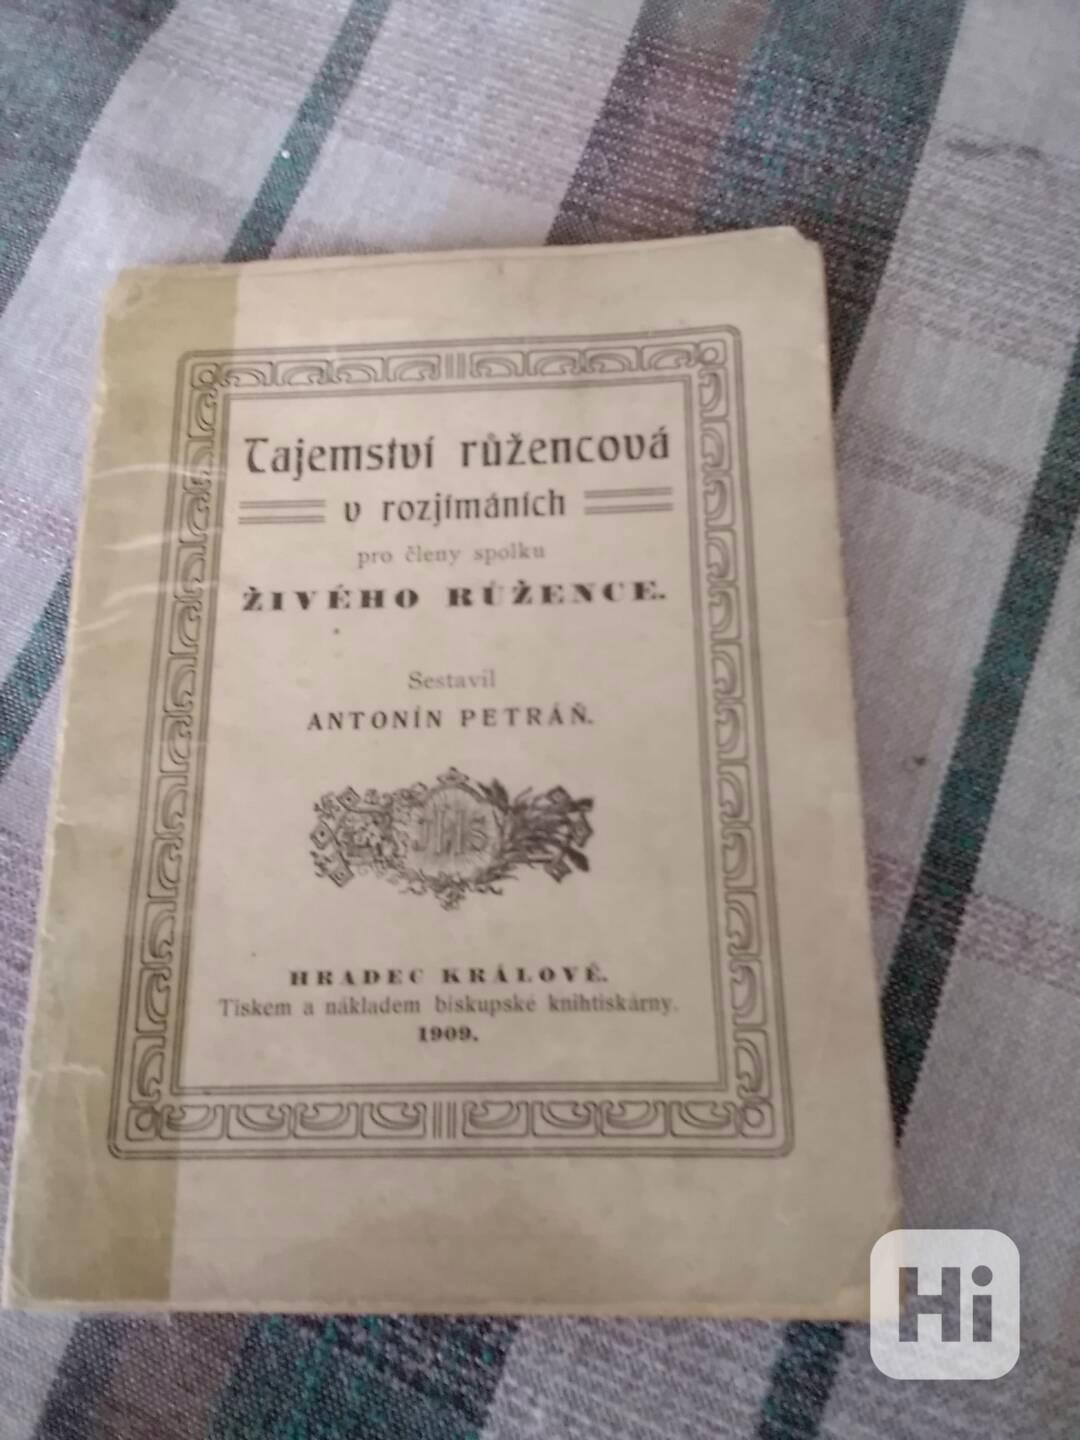 Tajemství růžencová
v rozjímáních
pro členy spolku
ŽIVÉHO RŮŽENCE.
Sestavil
ANTONÍN PETRÁŇ.
JHS
HRADEC KRÁLOVÉ.
Tiskem a nákladem biskupské knihtiskárny.
1909.
Hi